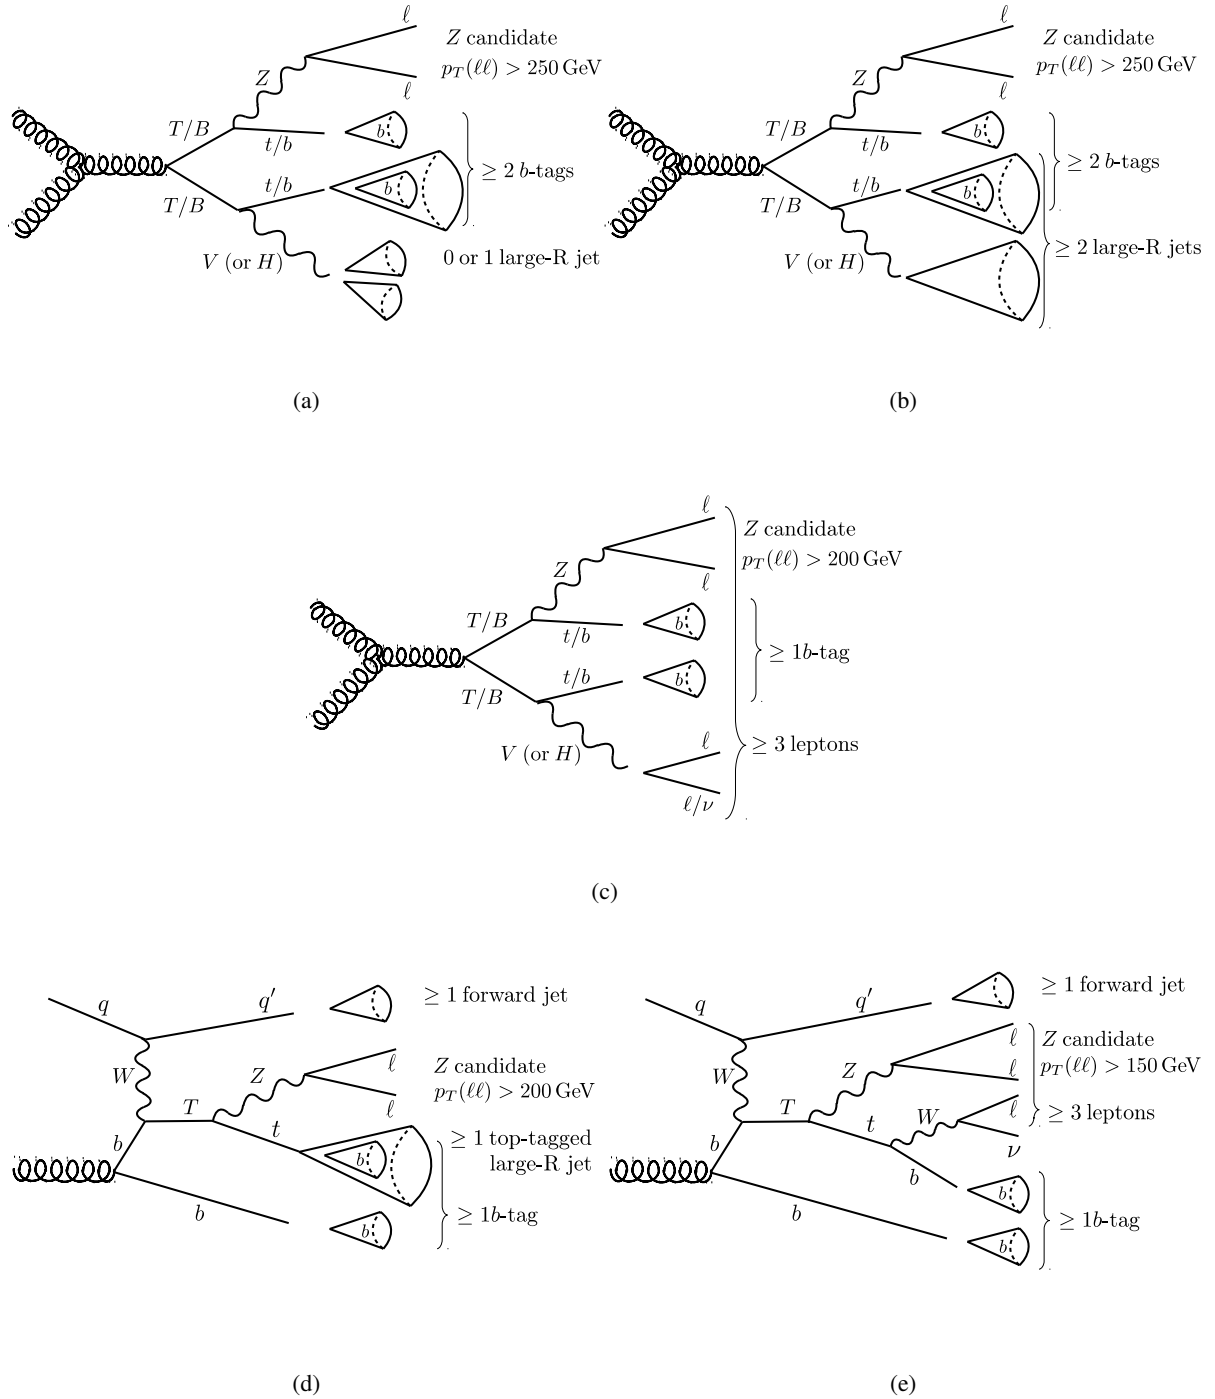 ℓ
Z candidate
p_T(ℓℓ) > 250 GeV
Z
ℓ
T/B
t/b
b
≥ 2 b-tags
t/b
b
T/B
V (or H)
0 or 1 large-R jet
(a)
ℓ
Z candidate
p_T(ℓℓ) > 250 GeV
Z
ℓ
T/B
t/b
b
≥ 2 b-tags
t/b
b
T/B
V (or H)
≥ 2 large-R jets
(b)
ℓ
Z candidate
p_T(ℓℓ) > 200 GeV
Z
ℓ
T/B
t/b
b
≥ 1b-tag
t/b
b
T/B
V (or H)
ℓ
≥ 3 leptons
ℓ/ν
(c)
q
q′
≥ 1 forward jet
W
Z
ℓ
Z candidate
p_T(ℓℓ) > 200 GeV
ℓ
T
t
b
b
≥ 1 top-tagged
large-R jet
b
b
≥ 1b-tag
(d)
q
q′
≥ 1 forward jet
W
Z
ℓ
Z candidate
p_T(ℓℓ) > 150 GeV
ℓ
T
t
W
ℓ
≥ 3 leptons
ν
b
b
b
b
b
≥ 1b-tag
(e)